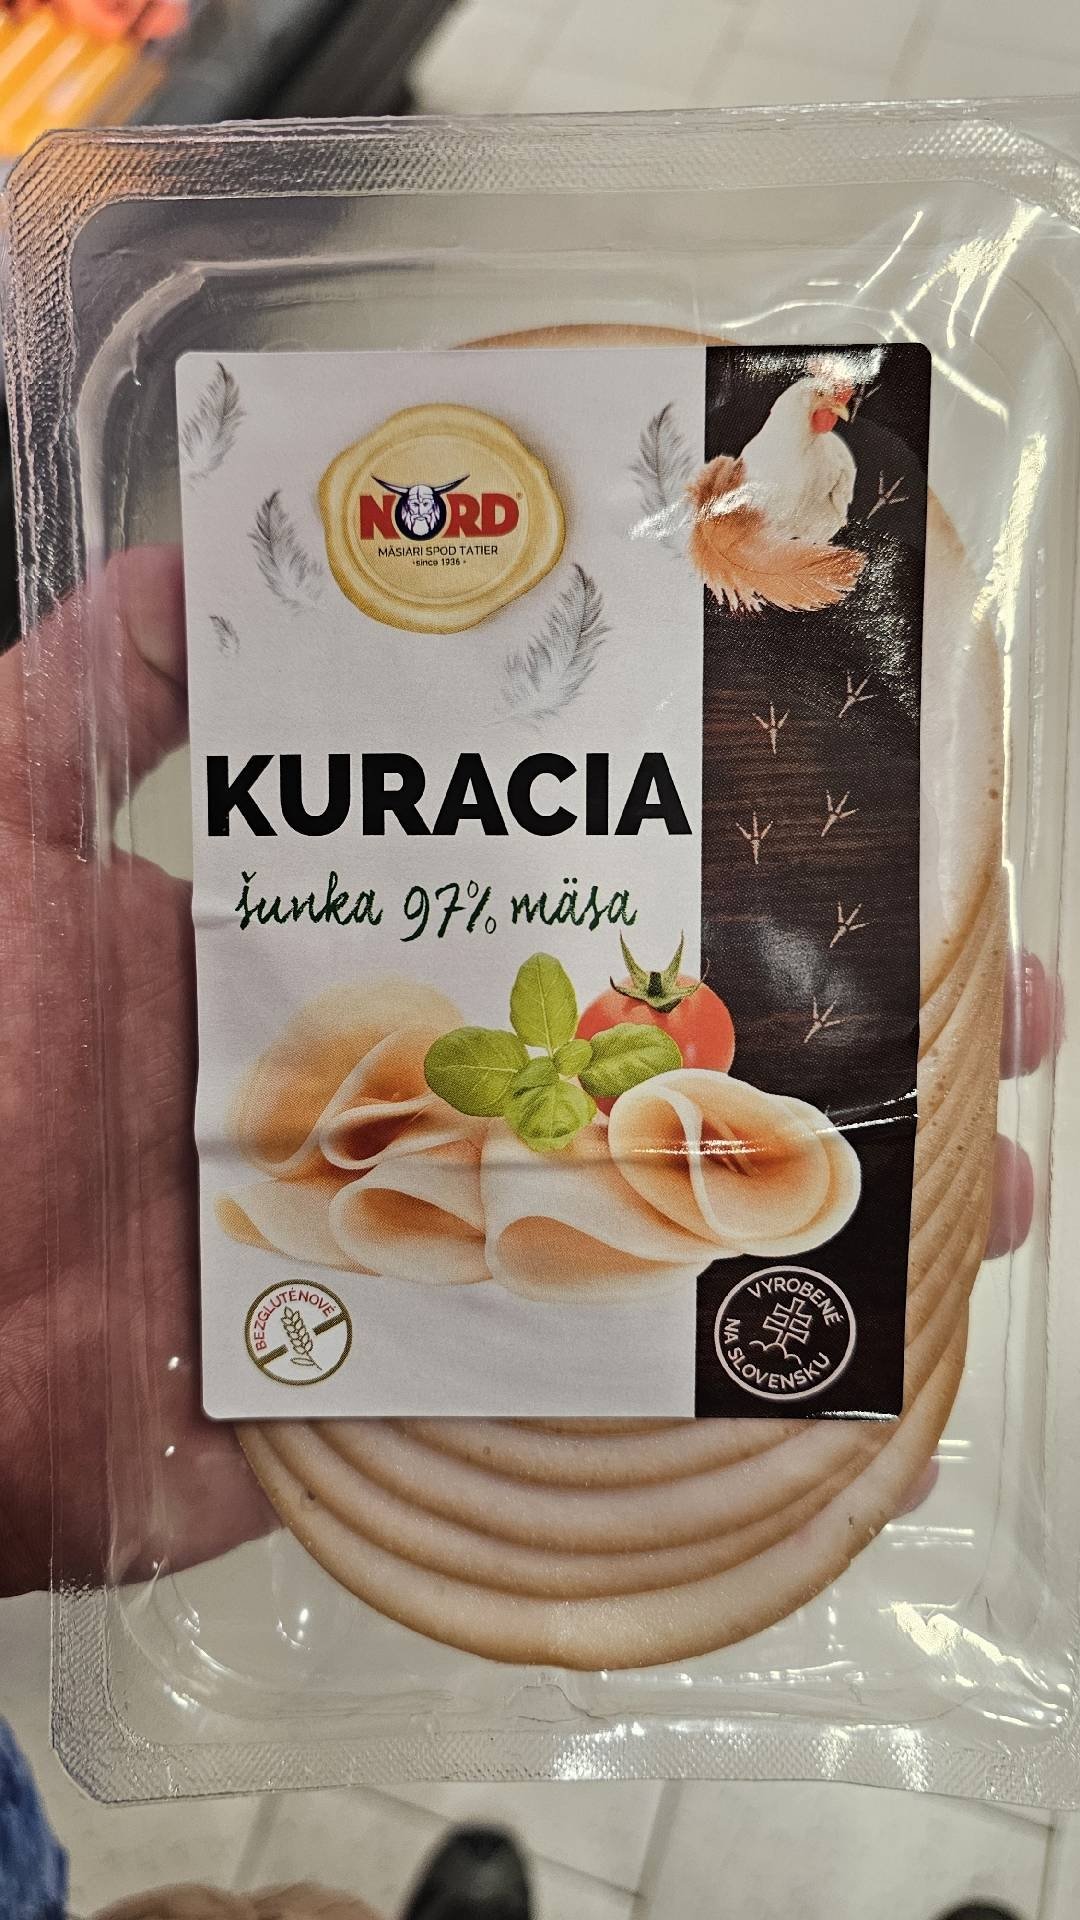 NORD®
MÄSIARI SPOD TATIER
•since 1936•
KURACIA
šunka 97% mäsa
BEZGLUTÉNOVÉ
VYROBENÉ
NA SLOVENSKU